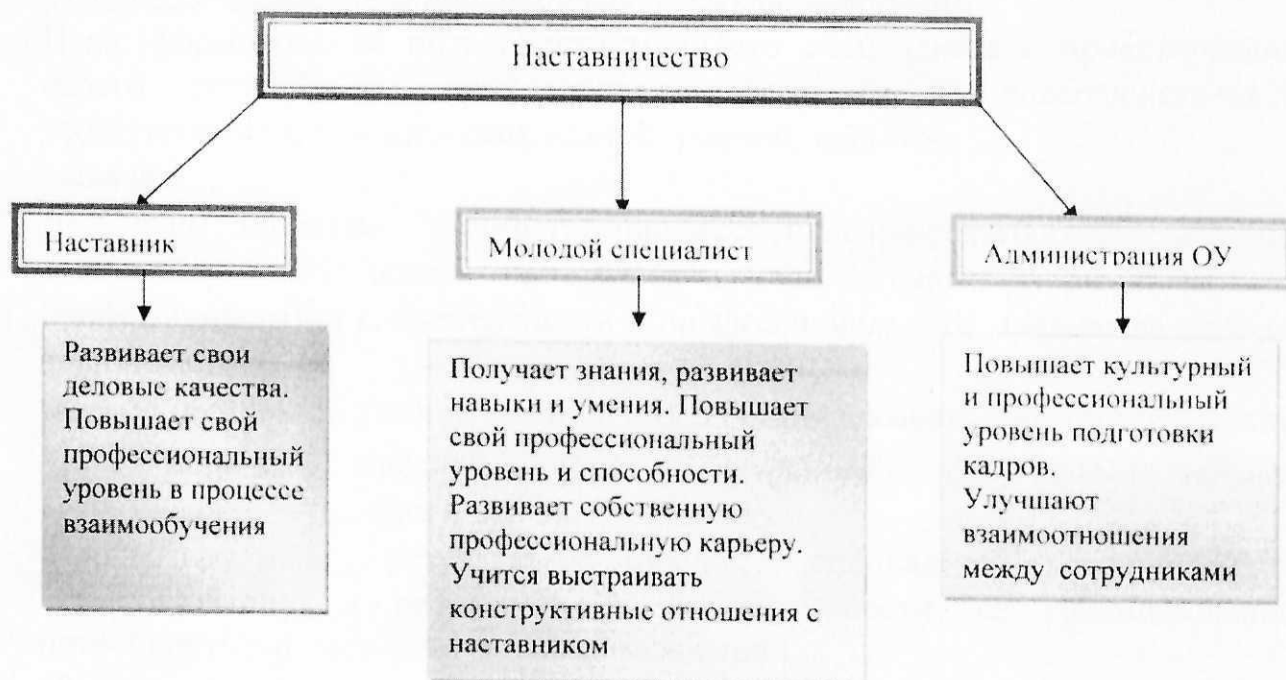 Наставничество
Наставник
Молодой специалист
Администрация ОУ
Развивает свои
деловые качества.
Повышает свой
профессиональный
уровень в процессе
взаимообучения
Получает знания, развивает
навыки и умения. Повышает
свой профессиональный
уровень и способности.
Развивает собственную
профессиональную карьеру.
Учится выстраивать
конструктивные отношения с
наставником
Повышает культурный
и профессиональный
уровень подготовки
кадров.
Улучшают
взаимоотношения
между сотрудниками